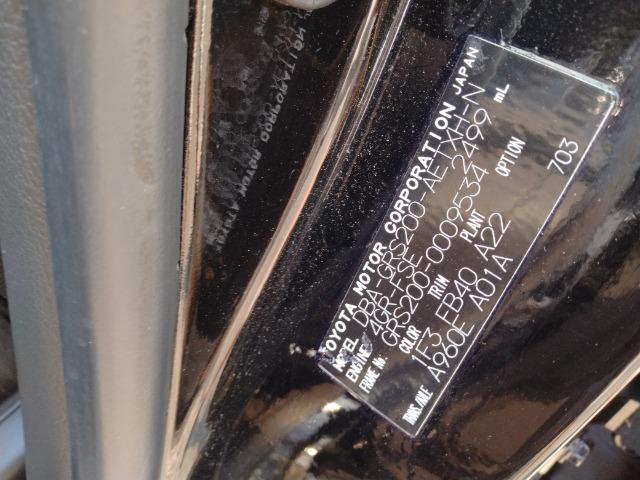 TOYOTA MOTOR CORPORATION JAPAN
MODEL DBA-GRS200-AETXH-N
ENGINE 4GR-FSE 2499 mL
FRAME No. GRS200-0009534
COLOR TRIM PLANT OPTION
1F3 FB40 A22 703
TRANS/AXLE A960E A01A